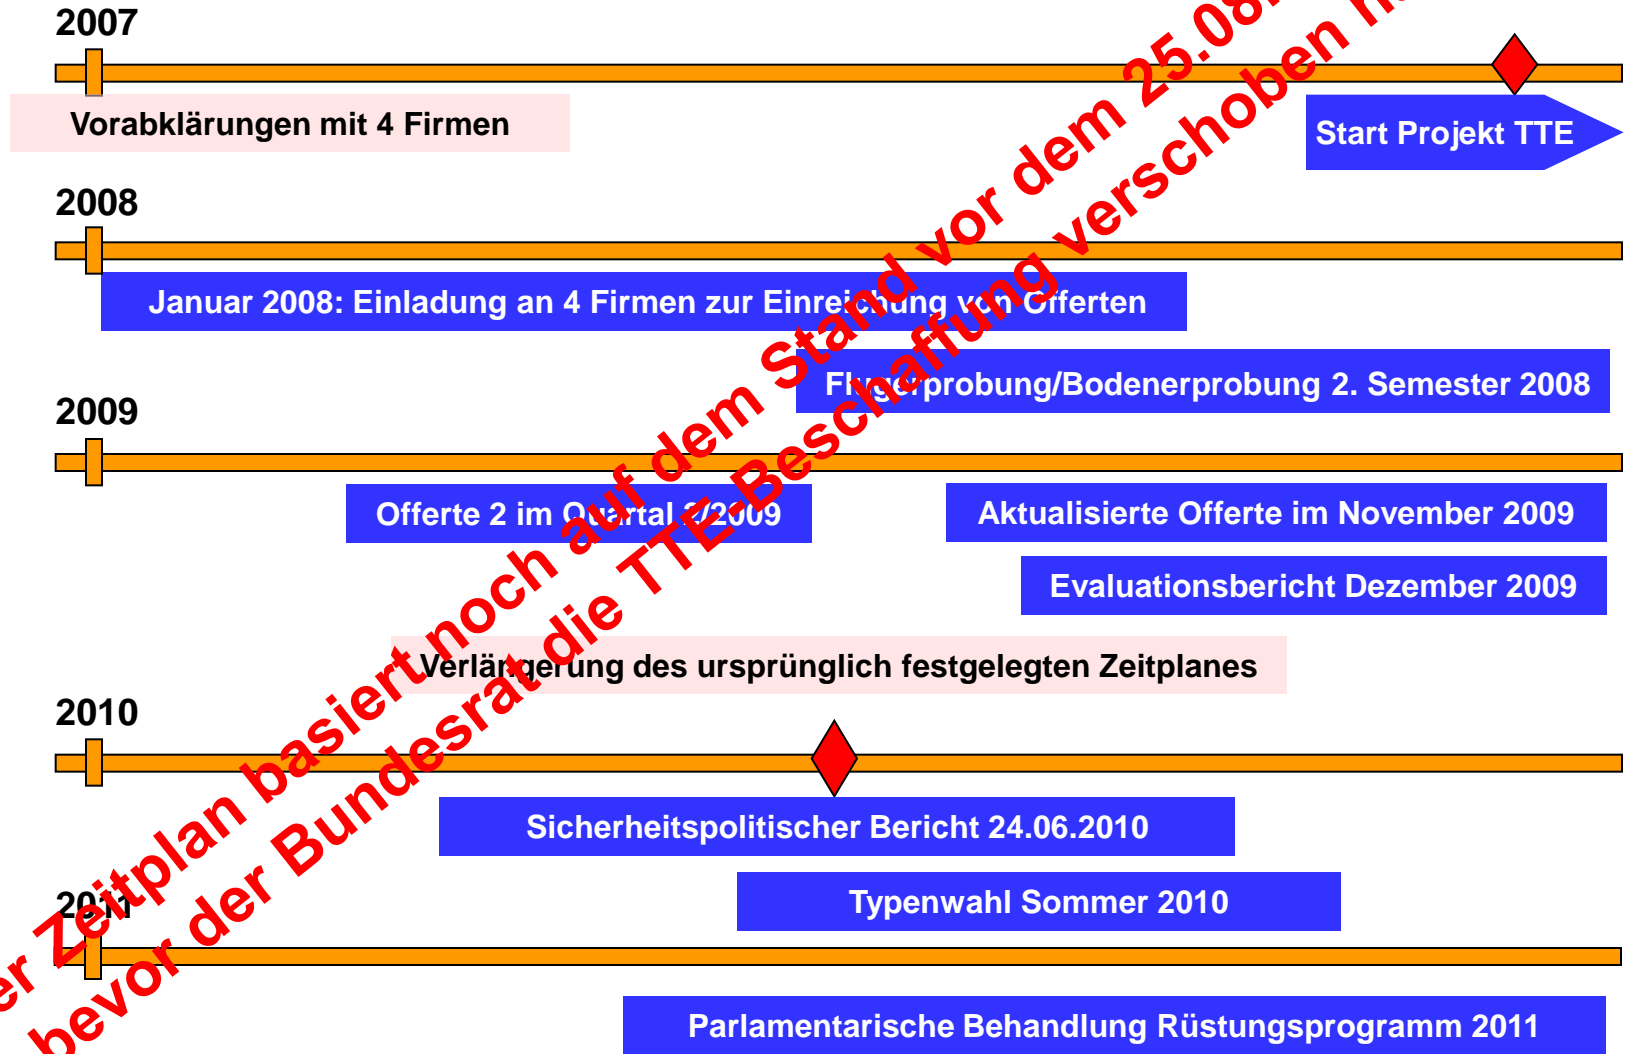 2007
Vorabklärungen mit 4 Firmen
Start Projekt TTE
2008
Januar 2008: Einladung an 4 Firmen zur Einreichung von Offerten
Flugerprobung/Bodenerprobung 2. Semester 2008
2009
Offerte 2 im Quartal 2/2009
Aktualisierte Offerte im November 2009
Evaluationsbericht Dezember 2009
Verlängerung des ursprünglich festgelegten Zeitplanes
2010
Sicherheitspolitischer Bericht 24.06.2010
Typenwahl Sommer 2010
2011
Parlamentarische Behandlung Rüstungsprogramm 2011
Zeitplan basiert noch auf dem Stand vor dem 25.08.
bevor der Bundesrat die TTE-Beschaffung verschoben